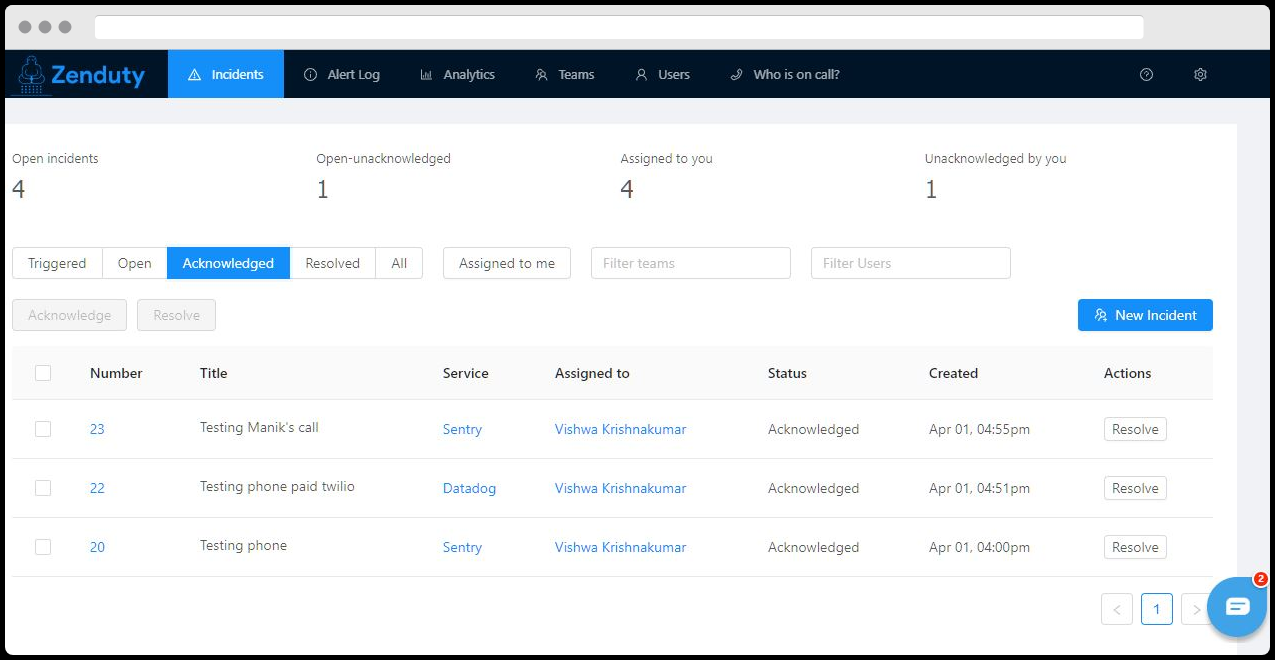 Zenduty Incidents Alert Log Analytics Teams Users Who is on call?
Open incidents Open-unacknowledged Assigned to you Unacknowledged by you
4 1 4 1
Triggered Open Acknowledged Resolved All Assigned to me Filter teams Filter Users
Acknowledge Resolve New Incident
Number Title Service Assigned to Status Created Actions
23 Testing Manik's call Sentry Vishwa Krishnakumar Acknowledged Apr 01, 04:55pm Resolve
22 Testing phone paid twilio Datadog Vishwa Krishnakumar Acknowledged Apr 01, 04:51pm Resolve
20 Testing phone Sentry Vishwa Krishnakumar Acknowledged Apr 01, 04:00pm Resolve
2
< 1 >